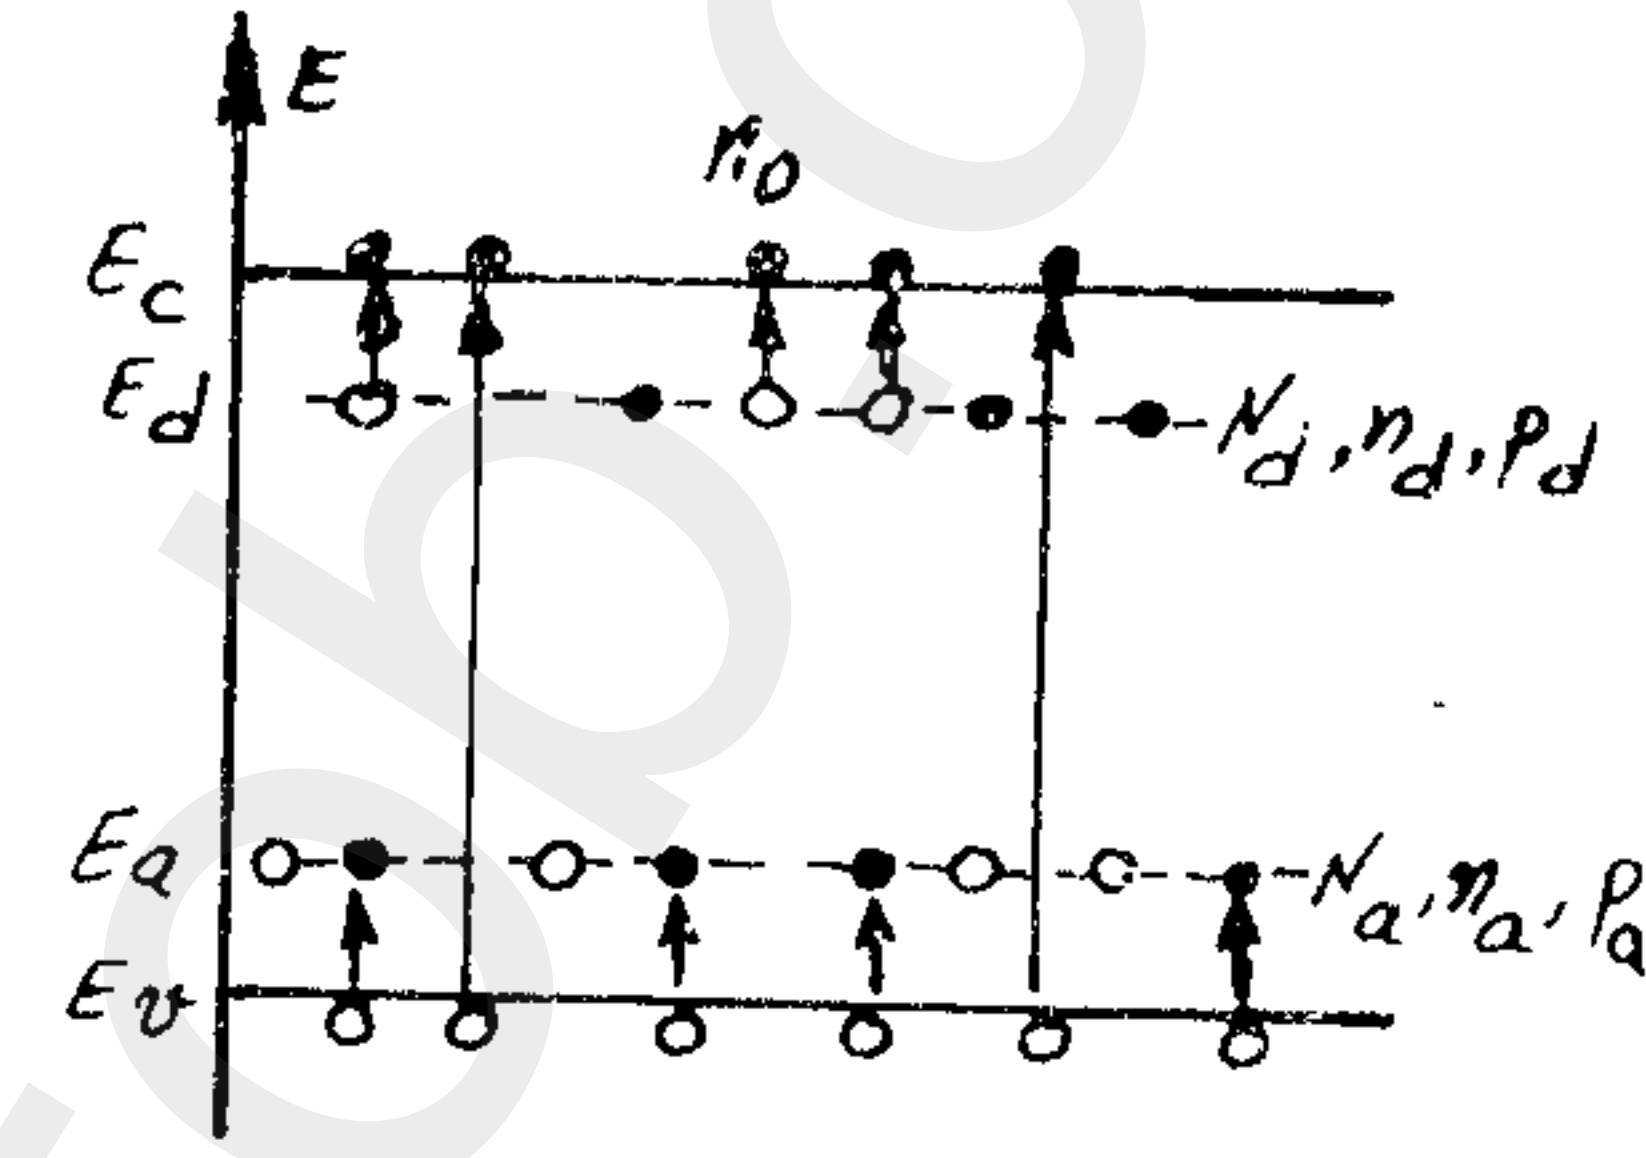 E
n₀
E_c
E_d
N_d, n_d, P_d
E_a
N_a, n_a, P_a
E_v